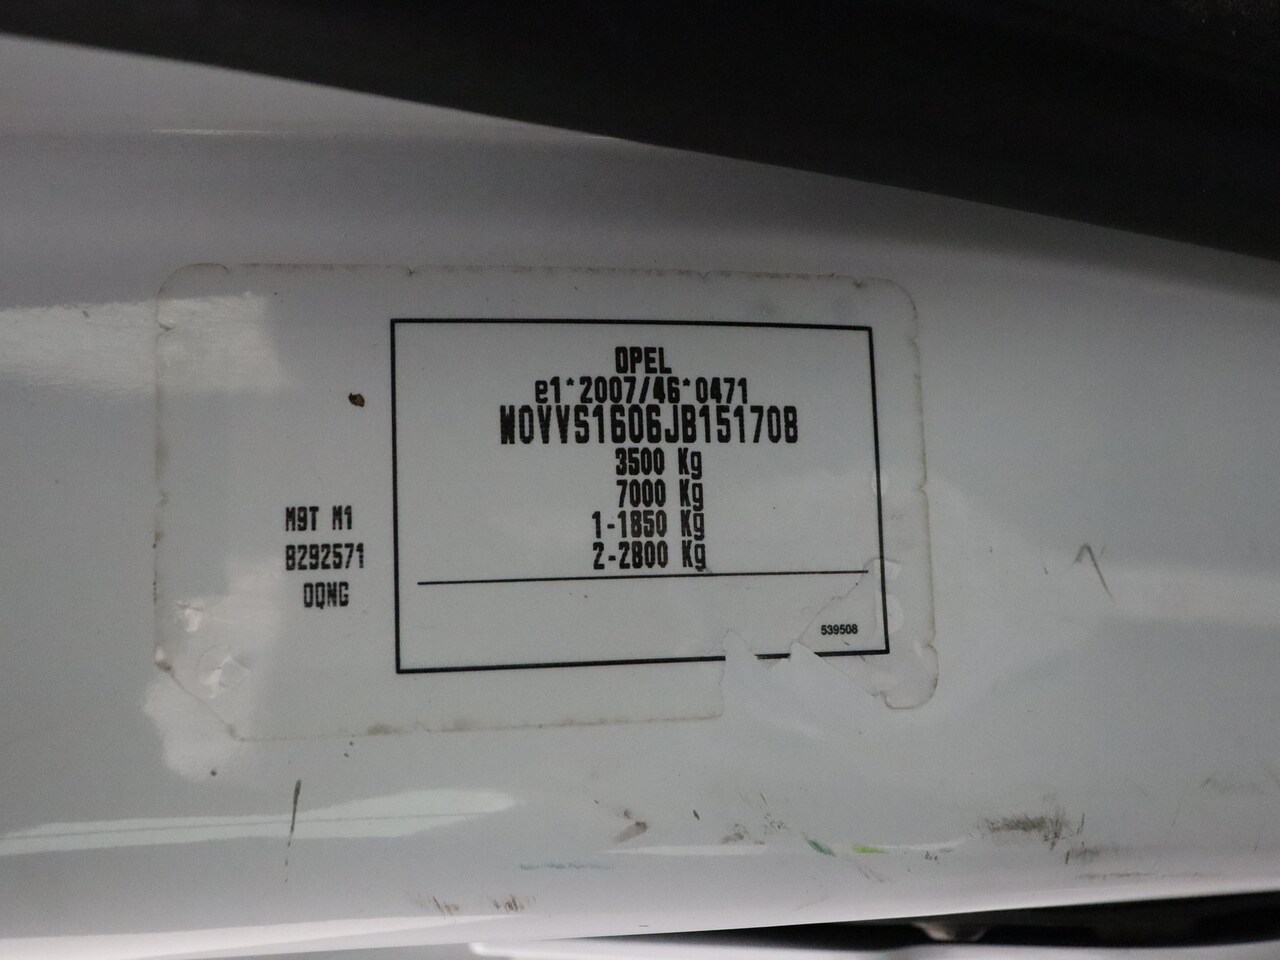 OPEL
e1*2007/46*0471
W0VVS1606JB151708
3500 Kg
7000 Kg
1-1850 Kg
2-2800 Kg
M9T M1
B292571
DQNG
539508